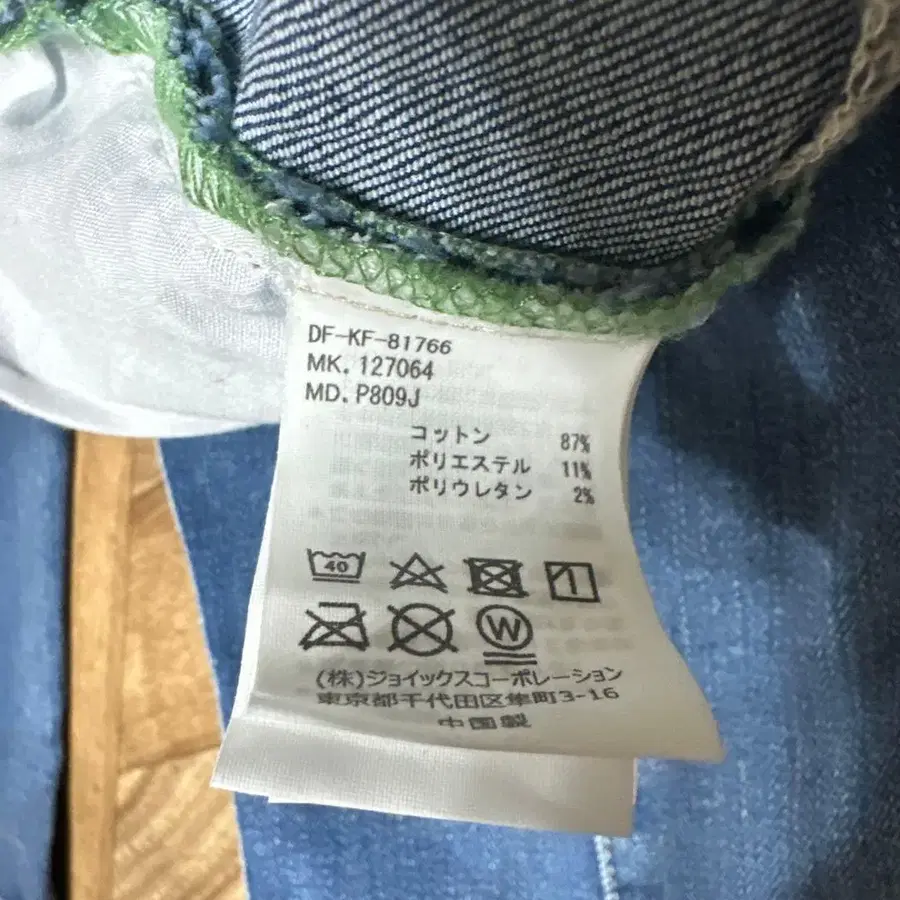 DF-KF-81766
MK. 127064
MD. P809J
コットン 87%
ポリエステル 11%
ポリウレタン 2%
40
W
(株)ジョイックスコーポレーション
東京都千代田区隼町3-16
中国製